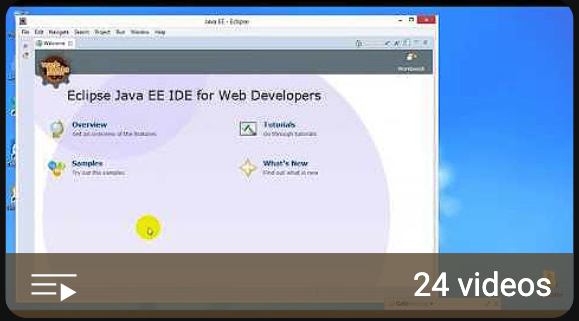 Java EE - Eclipse
File Edit Navigate Search Project Run Window Help
Welcome
Workbench
Eclipse Java EE IDE for Web Developers
Overview
Get an overview of the features
Tutorials
Go through tutorials
Samples
Try out the samples
What's New
Find out what is new
24 videos